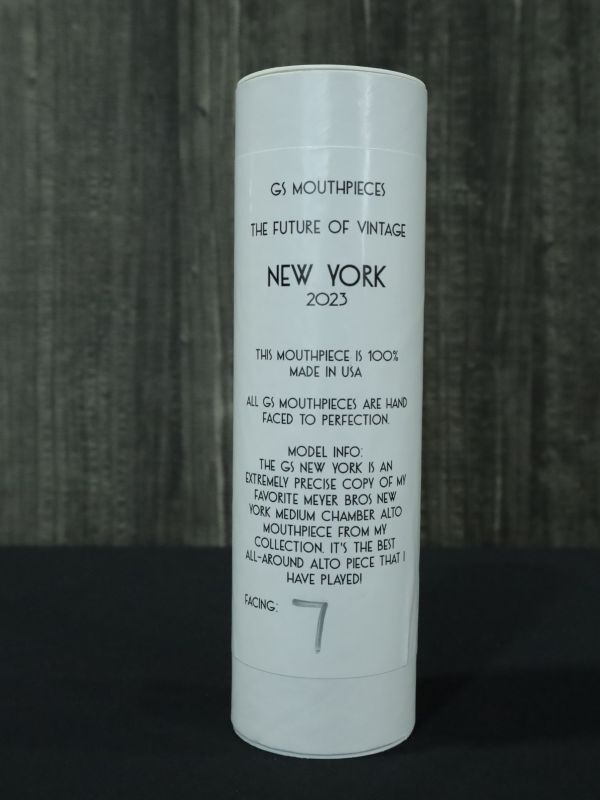 GS MOUTHPIECES
THE FUTURE OF VINTAGE
NEW YORK
2023
THIS MOUTHPIECE IS 100%
MADE IN USA
ALL GS MOUTHPIECES ARE HAND
FACED TO PERFECTION.
MODEL INFO:
THE GS NEW YORK IS AN
EXTREMELY PRECISE COPY OF MY
FAVORITE MEYER BROS NEW
YORK MEDIUM CHAMBER ALTO
MOUTHPIECE FROM MY
COLLECTION. IT'S THE BEST
ALL-AROUND ALTO PIECE THAT I
HAVE PLAYED!
FACING: 7